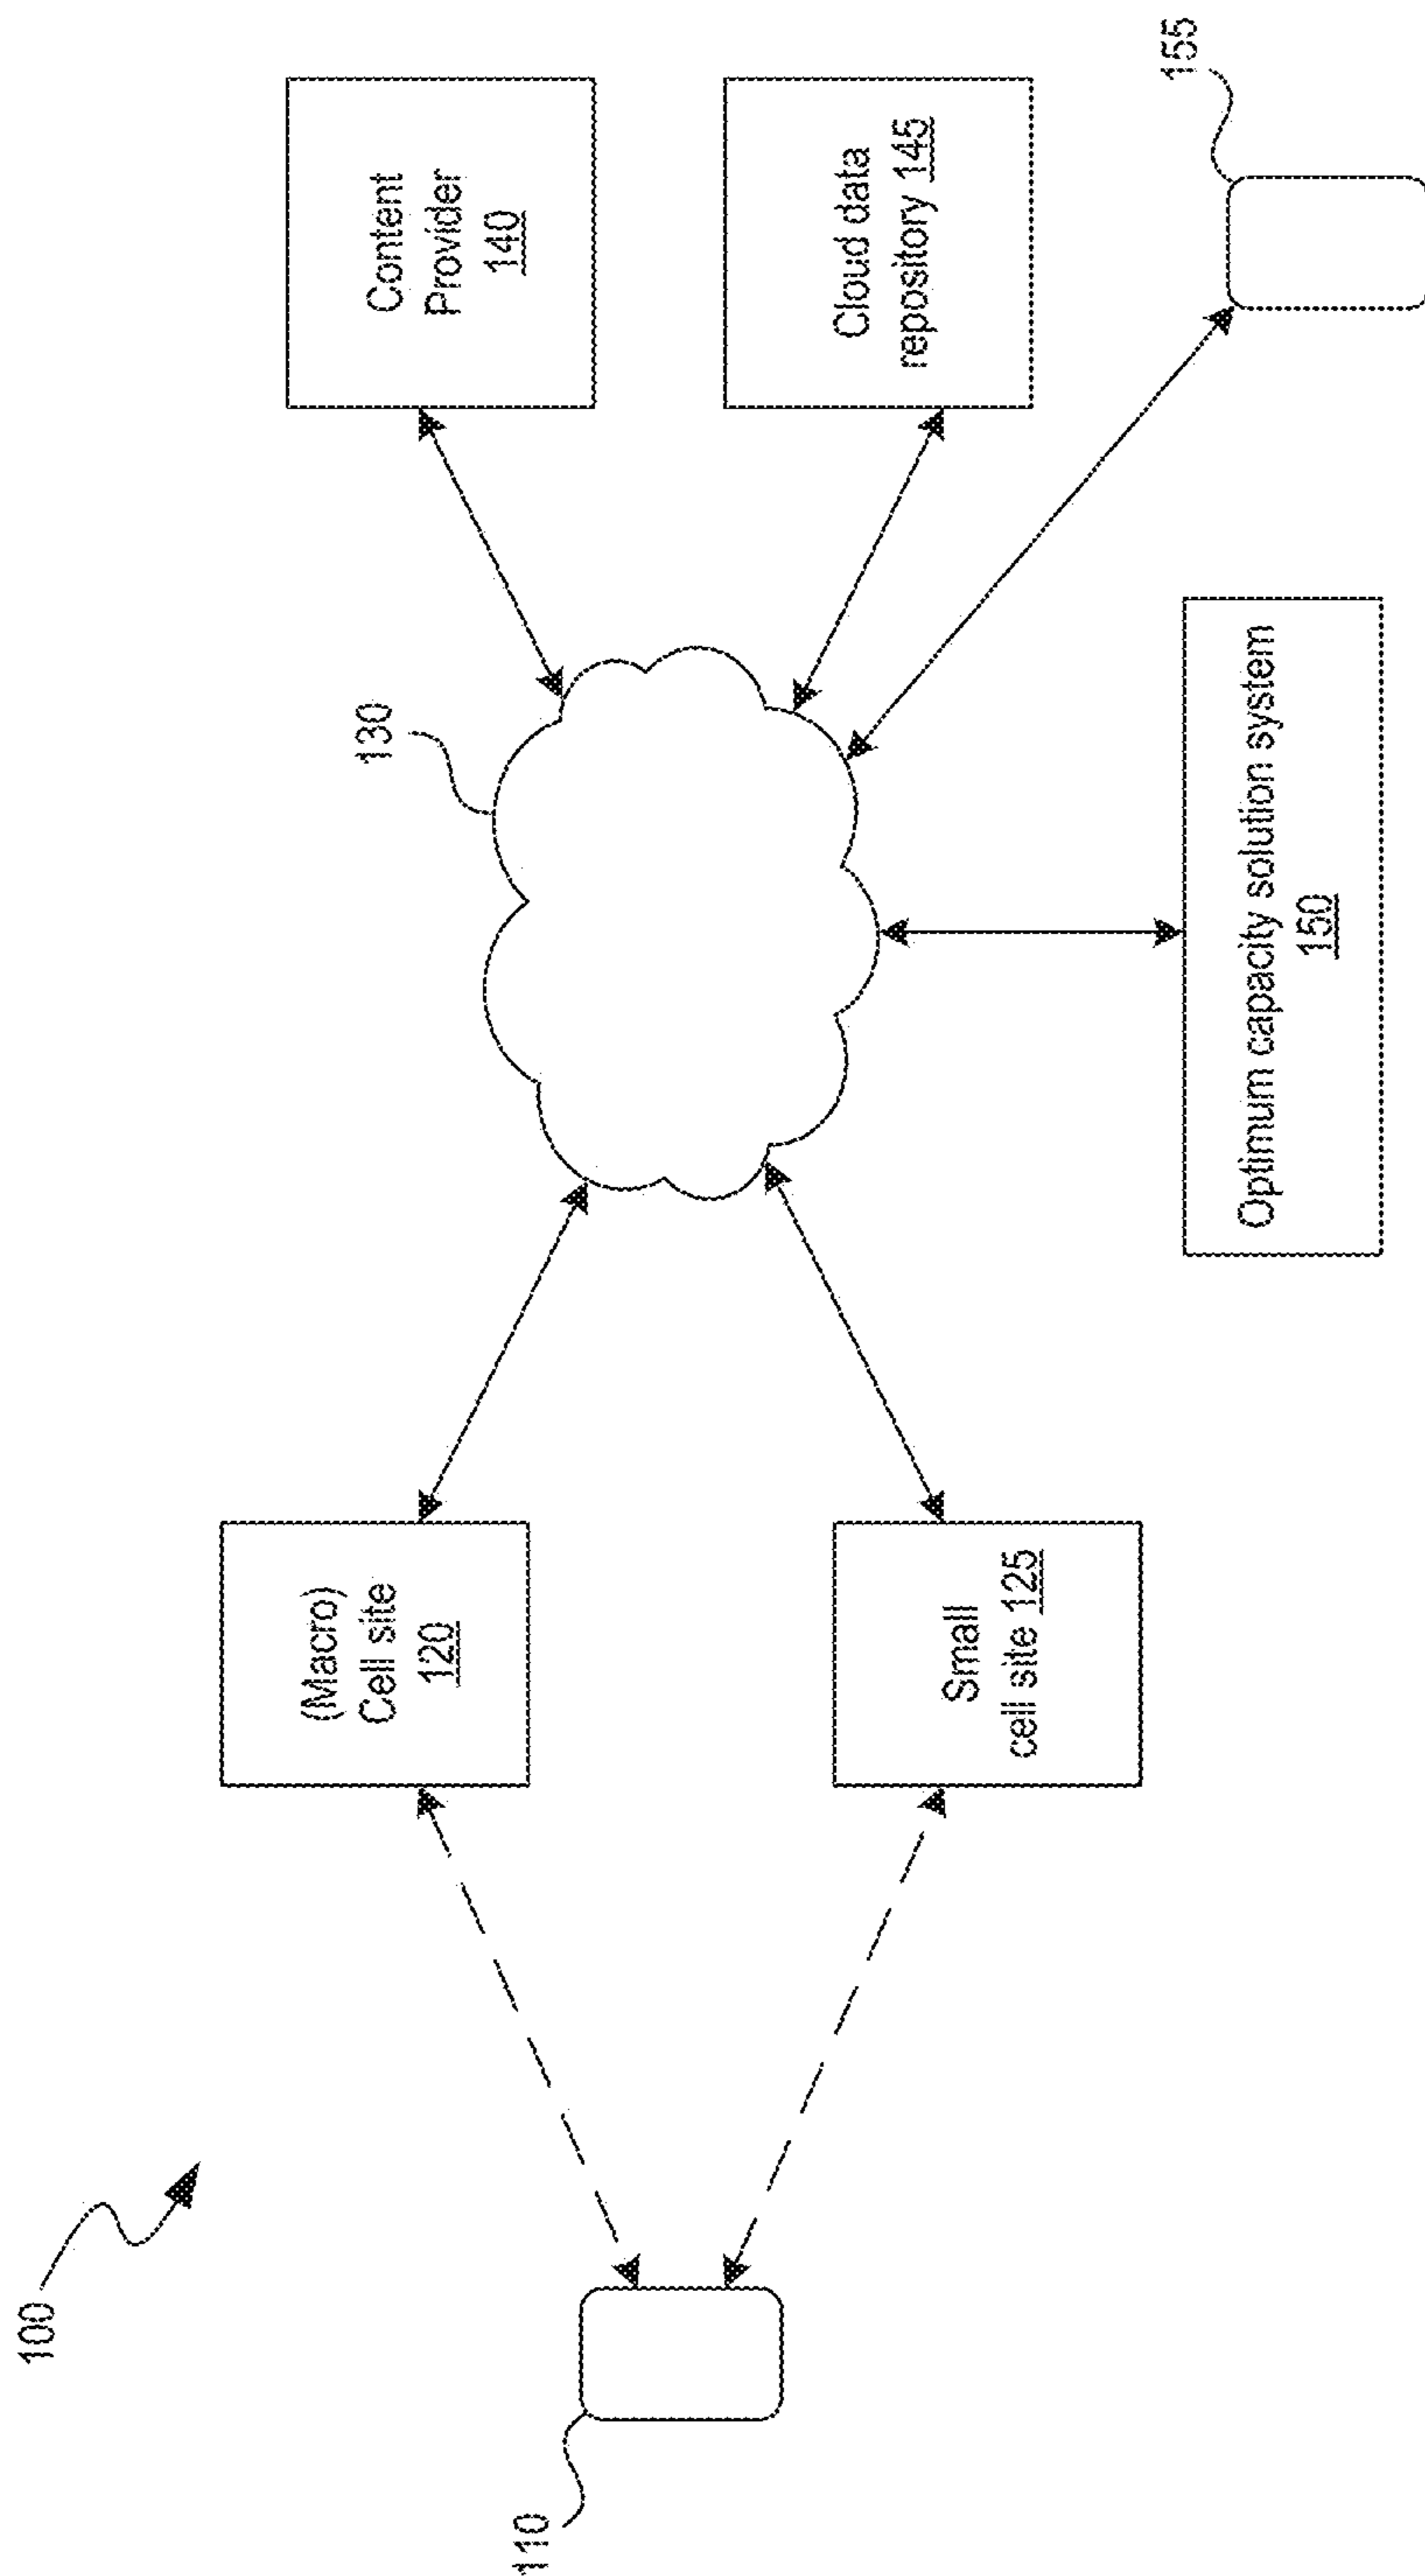 100
110
(Macro)
Cell site
120
Small
cell site 125
130
Content
Provider
140
Cloud data
repository 145
Optimum capacity solution system
150
155